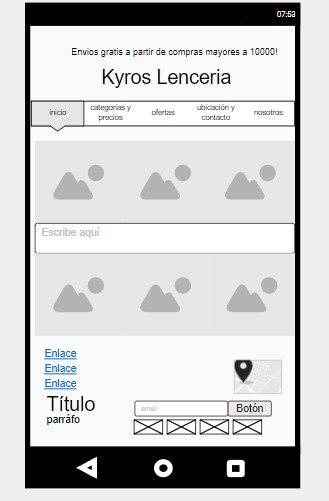 07:53
Envios gratis a partir de compras mayores a 10000!
Kyros Lenceria
inicio
categorias y
precios
ofertas
ubicación y
contacto
nosotros
Escribe aquí
Enlace
Enlace
Enlace
Título
parráfo
email
Botón